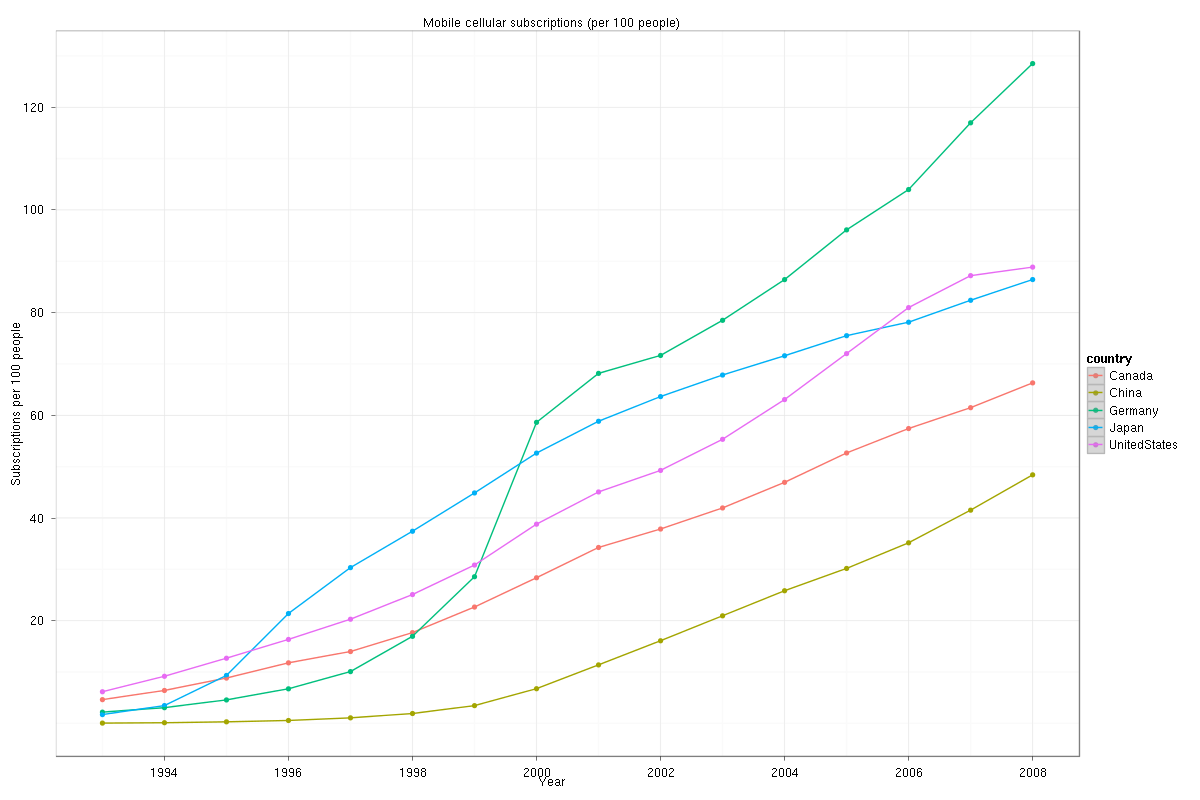 Mobile cellular subscriptions (per 100 people)
Subscriptions per 100 people
120
100
80
60
40
20
1994 1996 1998 2000 2002 2004 2006 2008
Year
country
Canada
China
Germany
Japan
UnitedStates